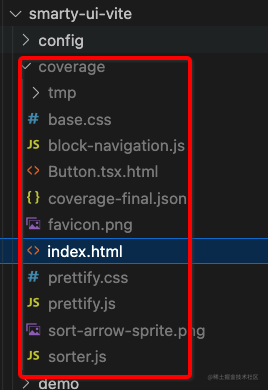 smarty-ui-vite
config
coverage
tmp
# base.css
JS block-navigation.js
<> Button.tsx.html
{} coverage-final.json
favicon.png
<> index.html
# prettify.css
JS prettify.js
sort-arrow-sprite.png
JS sorter.js
demo
@稀土掘金技术社区